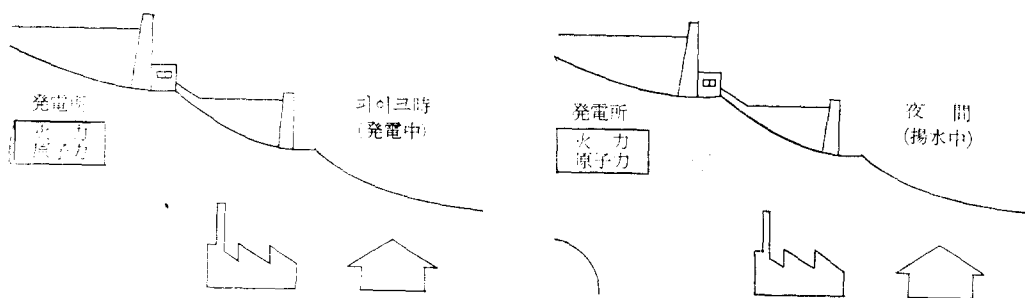 発電所
火力
原子力
피이크時
(発電中)
発電所
火力
原子力
夜間
(揚水中)